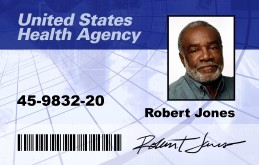 United States
Health Agency
45-9832-20
Robert Jones
Robert Jones